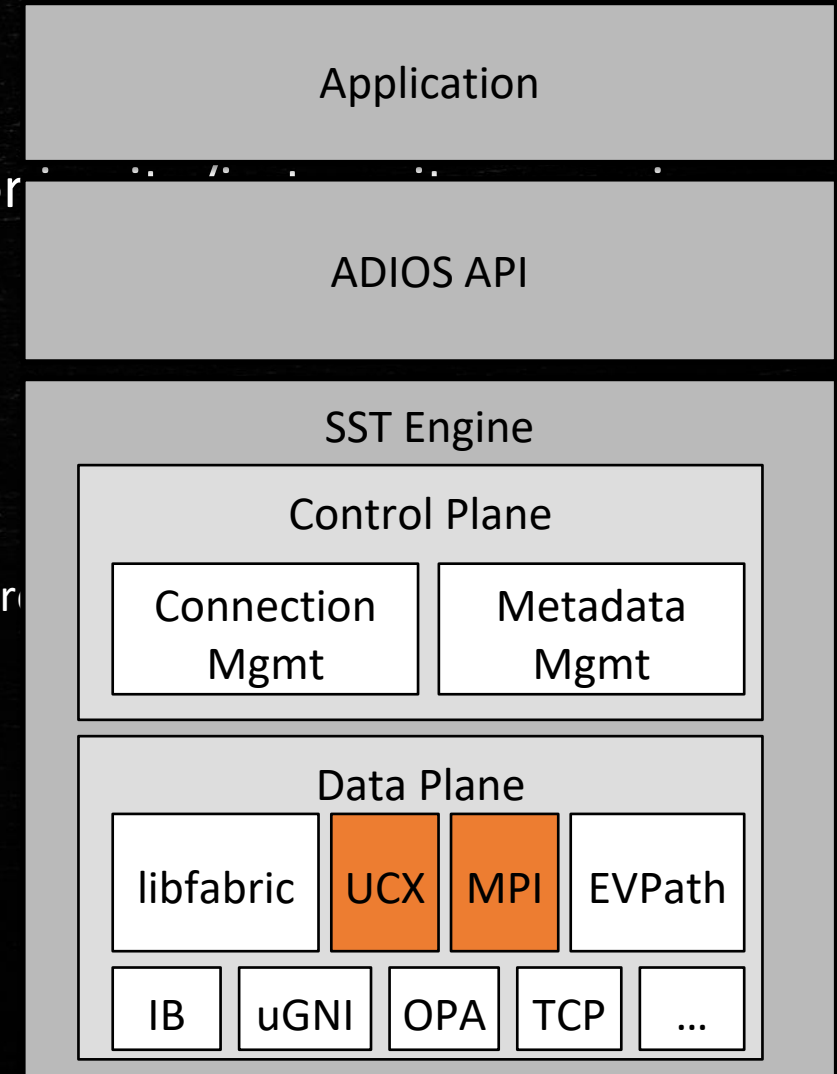 Application
ADIOS API
SST Engine
Control Plane
Connection
Mgmt
Metadata
Mgmt
Data Plane
libfabric
UCX
MPI
EVPath
IB
uGNI
OPA
TCP
...